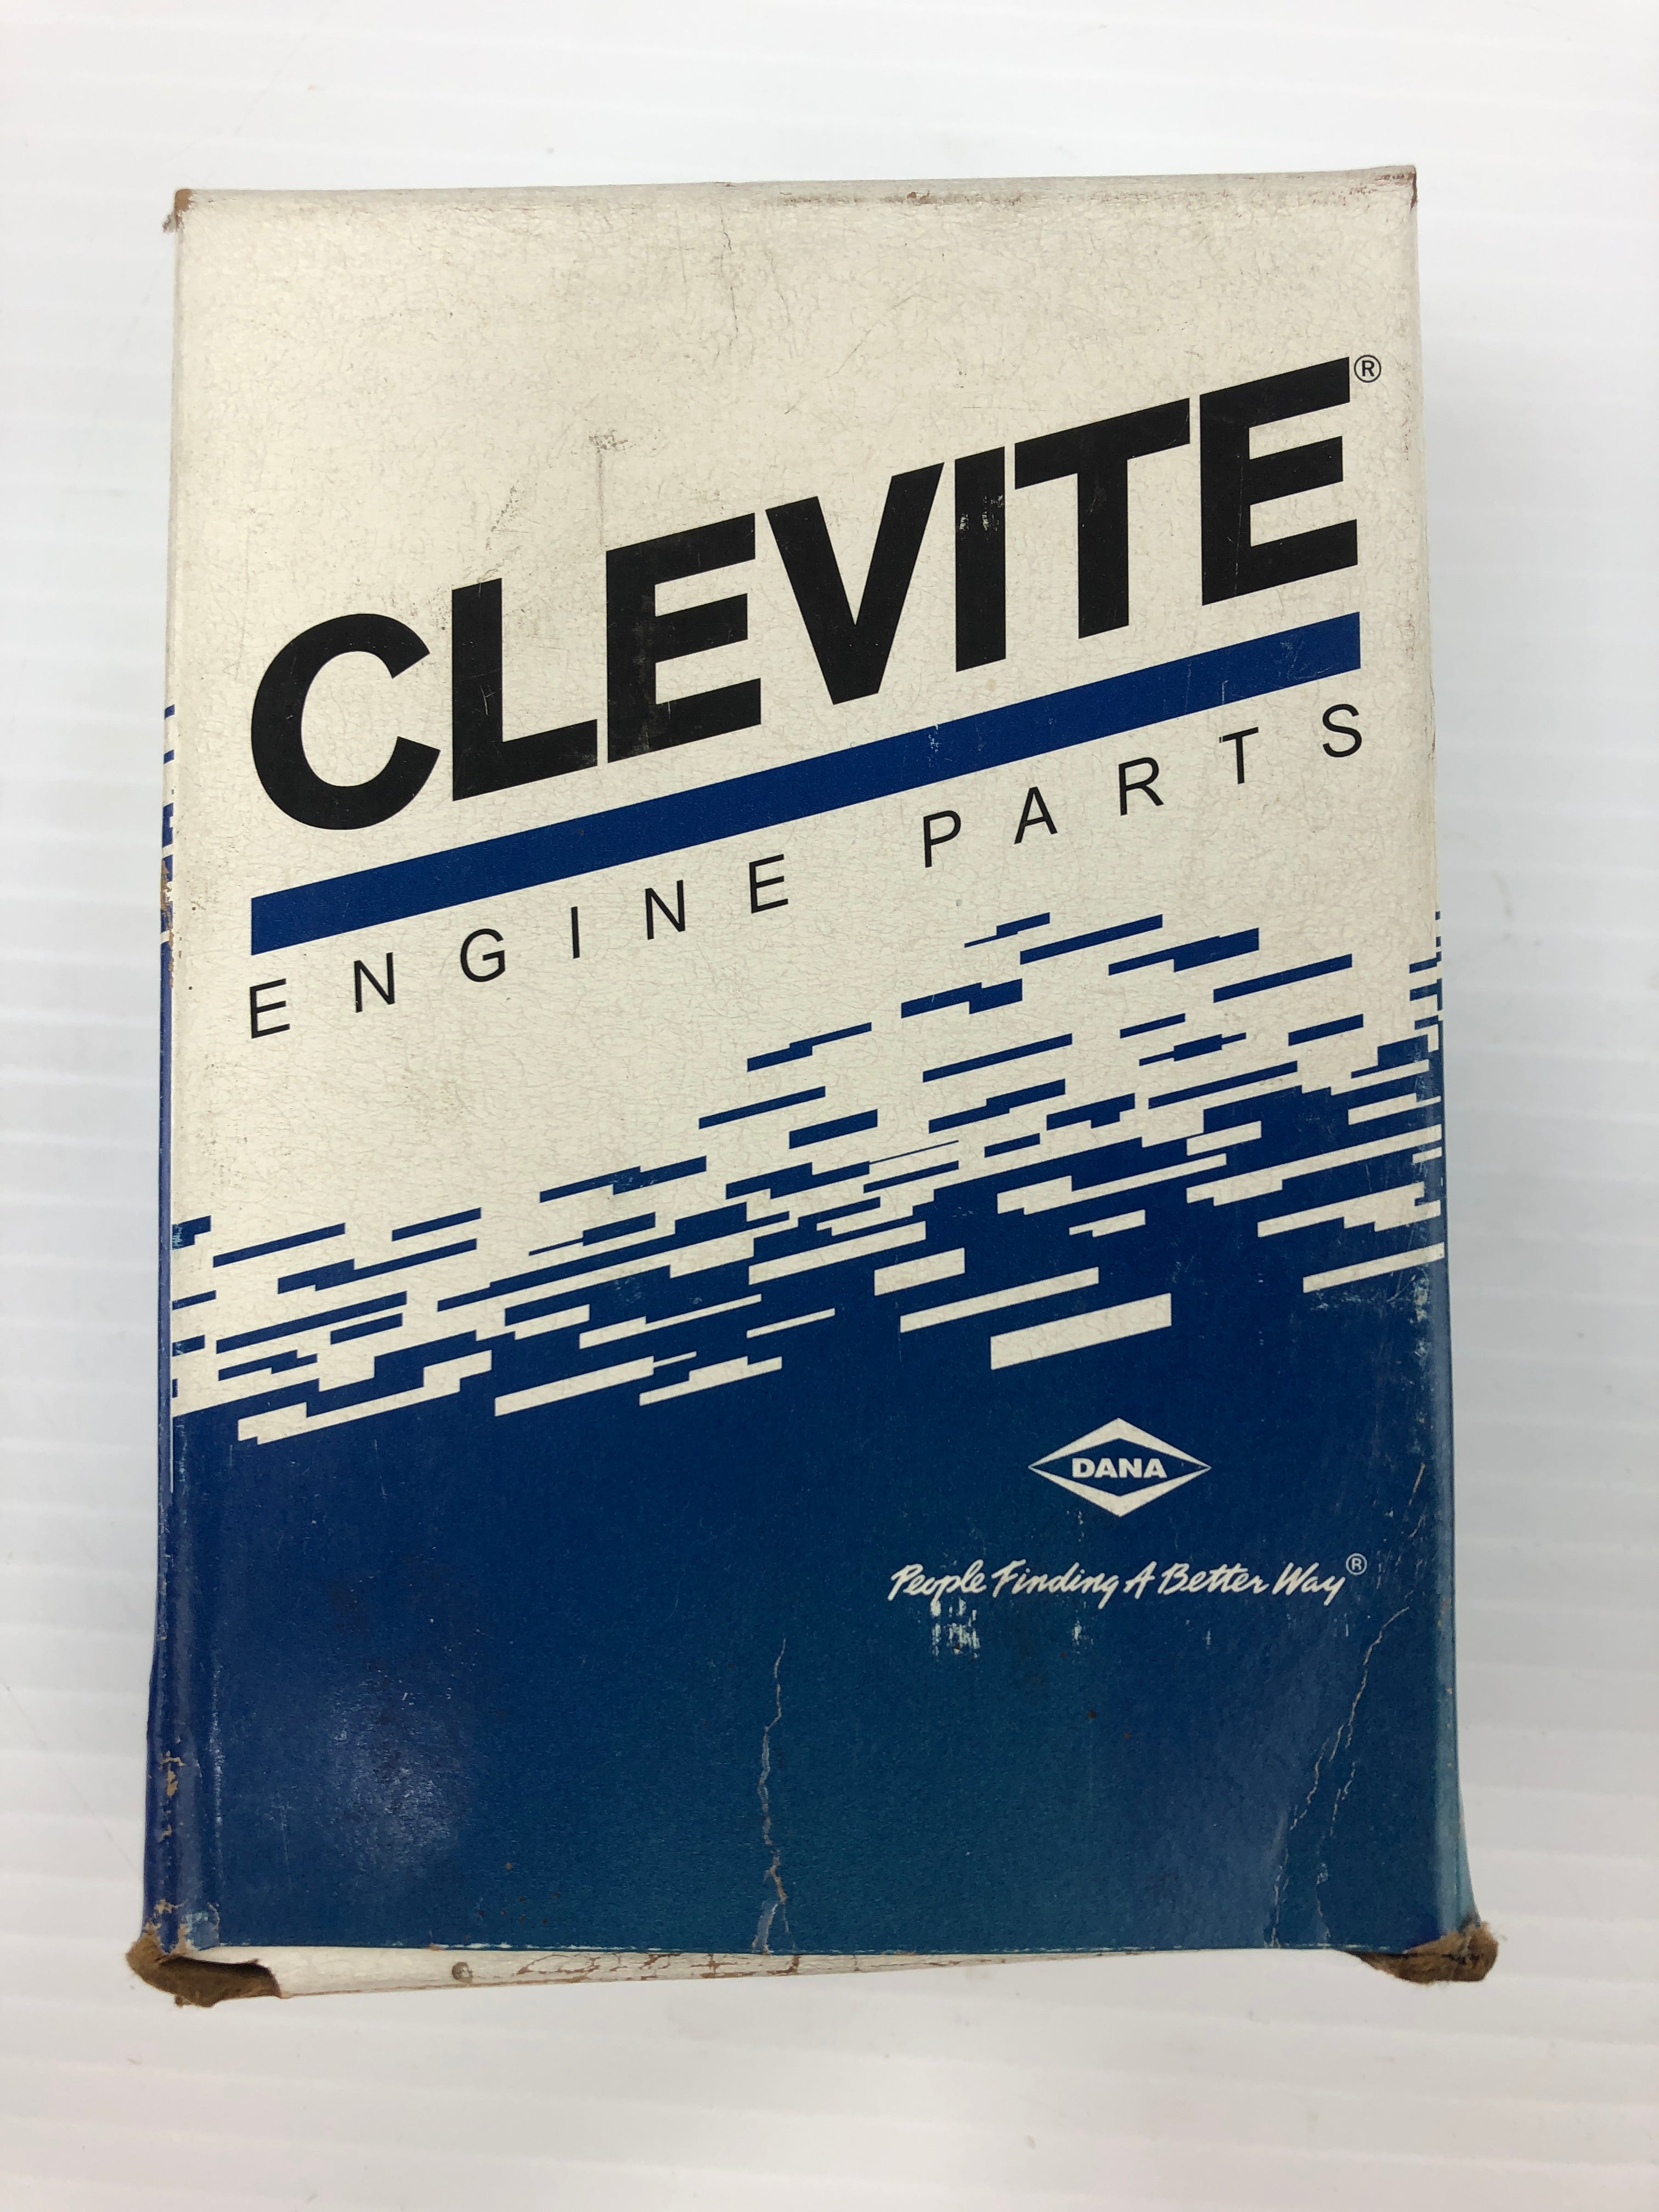 CLEVITE®
ENGINE PARTS
DANA
People Finding A Better Way®